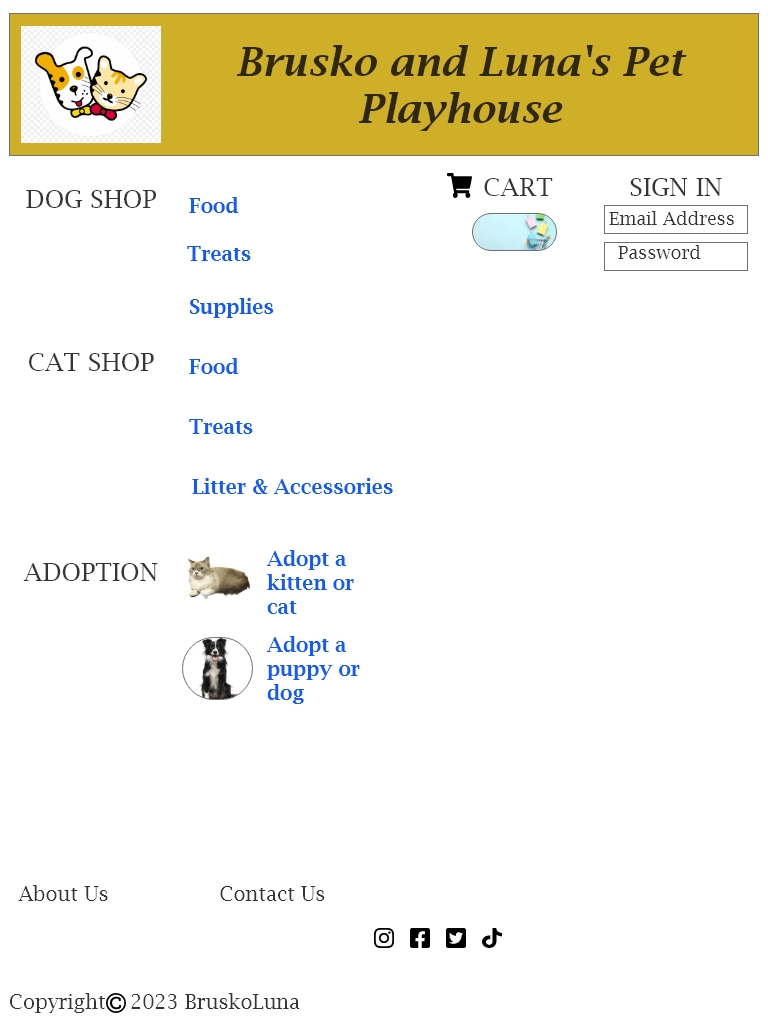 Brusko and Luna's Pet
Playhouse
CART
SIGN IN
Email Address
Password
DOG SHOP
Food
Treats
Supplies
CAT SHOP
Food
Treats
Litter & Accessories
ADOPTION
Adopt a
kitten or
cat
Adopt a
puppy or
dog
About Us
Contact Us
Copyright© 2023 BruskoLuna